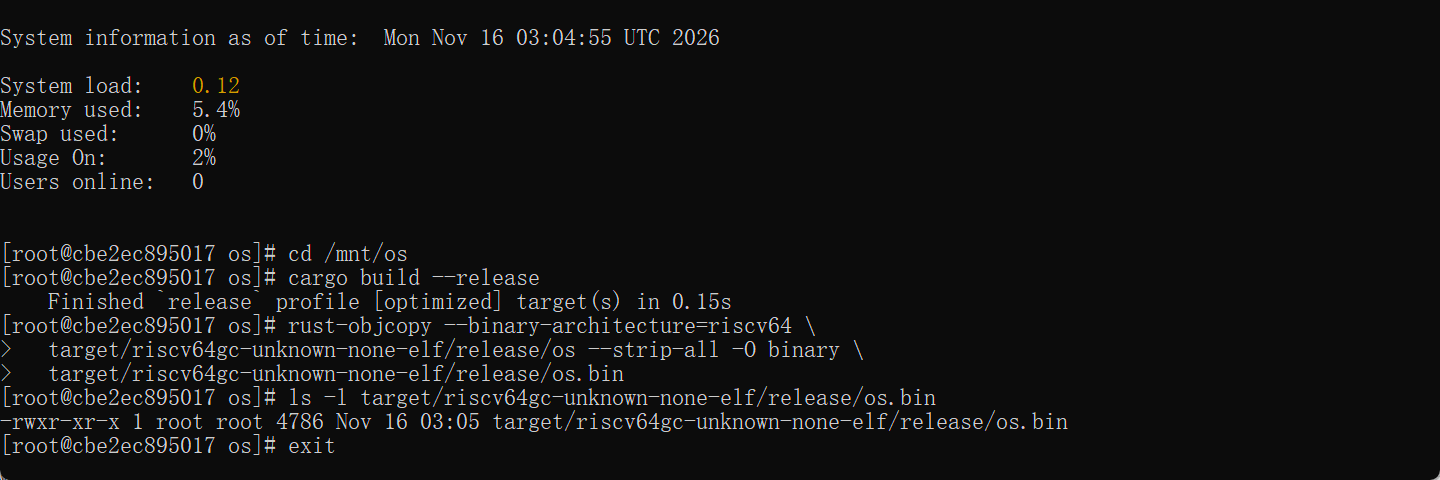 System information as of time:  Mon Nov 16 03:04:55 UTC 2026
System load:    0.12
Memory used:    5.4%
Swap used:      0%
Usage On:       2%
Users online:   0
[root@cbe2ec895017 os]# cd /mnt/os
[root@cbe2ec895017 os]# cargo build --release
    Finished `release` profile [optimized] target(s) in 0.15s
[root@cbe2ec895017 os]# rust-objcopy --binary-architecture=riscv64 \
>   target/riscv64gc-unknown-none-elf/release/os --strip-all -O binary \
>   target/riscv64gc-unknown-none-elf/release/os.bin
[root@cbe2ec895017 os]# ls -l target/riscv64gc-unknown-none-elf/release/os.bin
-rwxr-xr-x 1 root root 4786 Nov 16 03:05 target/riscv64gc-unknown-none-elf/release/os.bin
[root@cbe2ec895017 os]# exit